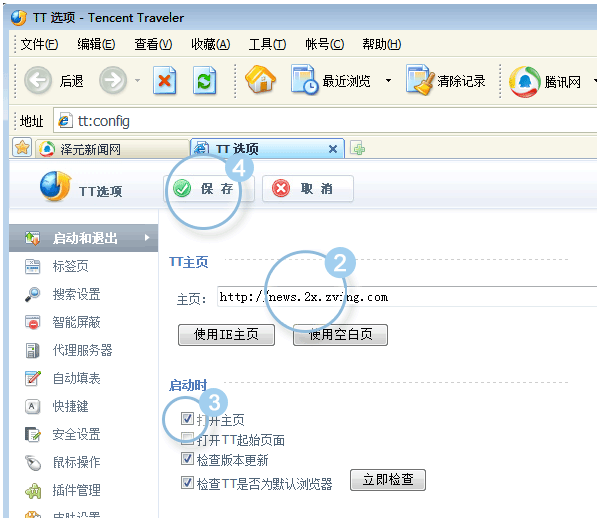 TT 选项 - Tencent Traveler
文件(F) 编辑(E) 查看(V) 收藏(A) 工具(T) 帐号(C) 帮助(H)
后退 最近浏览 清除记录 腾讯网
地址 tt:config
泽元新闻网 TT 选项
4
TT选项 保存 取消
启动和退出
标签页
搜索设置
智能屏蔽
代理服务器
自动填表
快捷键
安全设置
鼠标操作
插件管理
皮肤设置
TT主页
2
主页: http://news.2x.zving.com
使用IE主页 使用空白页
启动时
3
打开主页
打开TT起始页面
检查版本更新
检查TT是否为默认浏览器 立即检查